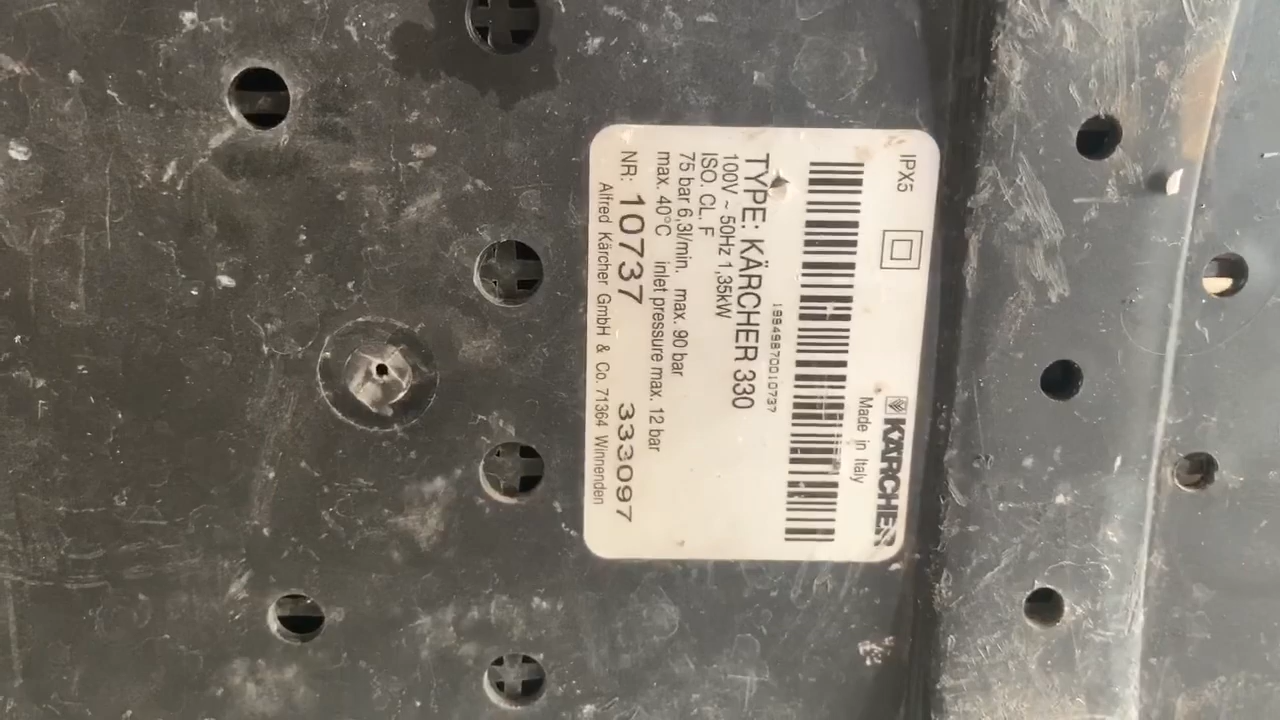 IPX5
KÄRCHER
Made in Italy
19949870010737
TYPE: KÄRCHER 330
100V ~ 50Hz 1,35kW
ISO. CL. F
75 bar 6,3l/min. max. 90 bar
max. 40°C inlet pressure max. 12 bar
NR: 10737 333097
Alfred Kärcher GmbH & Co. 71364 Winnenden